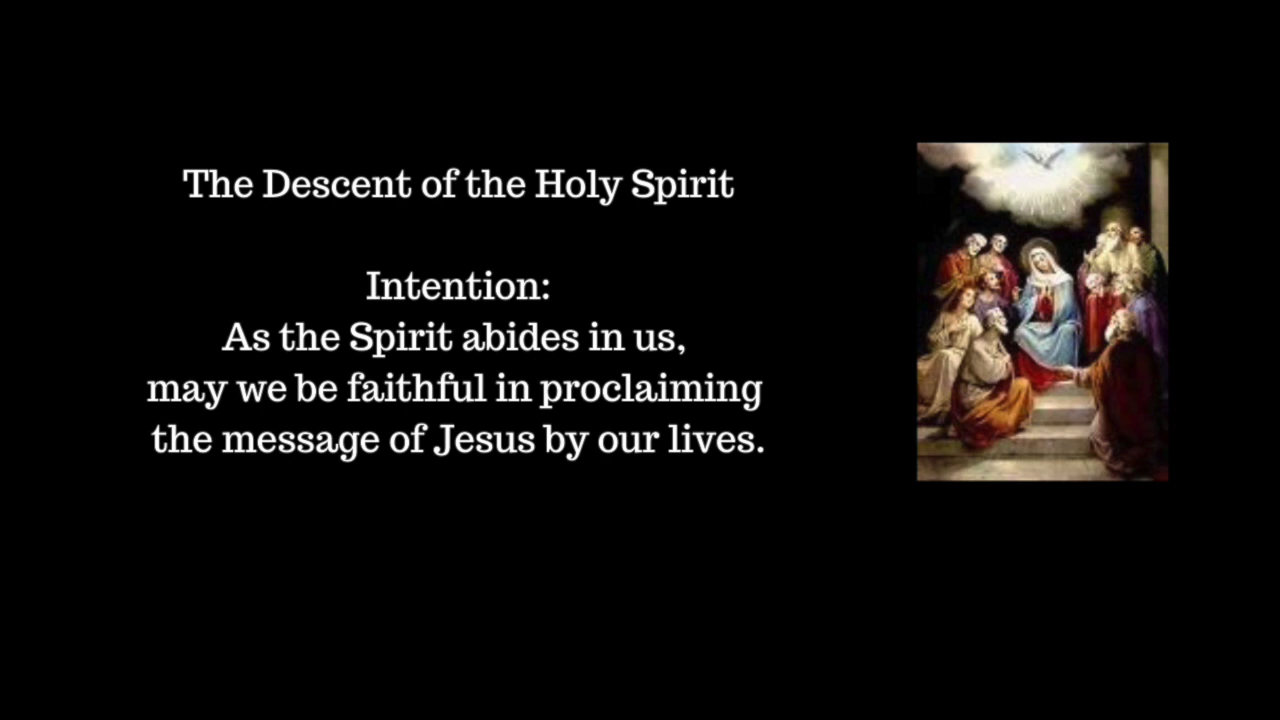 The Descent of the Holy Spirit
Intention:
As the Spirit abides in us,
may we be faithful in proclaiming
the message of Jesus by our lives.